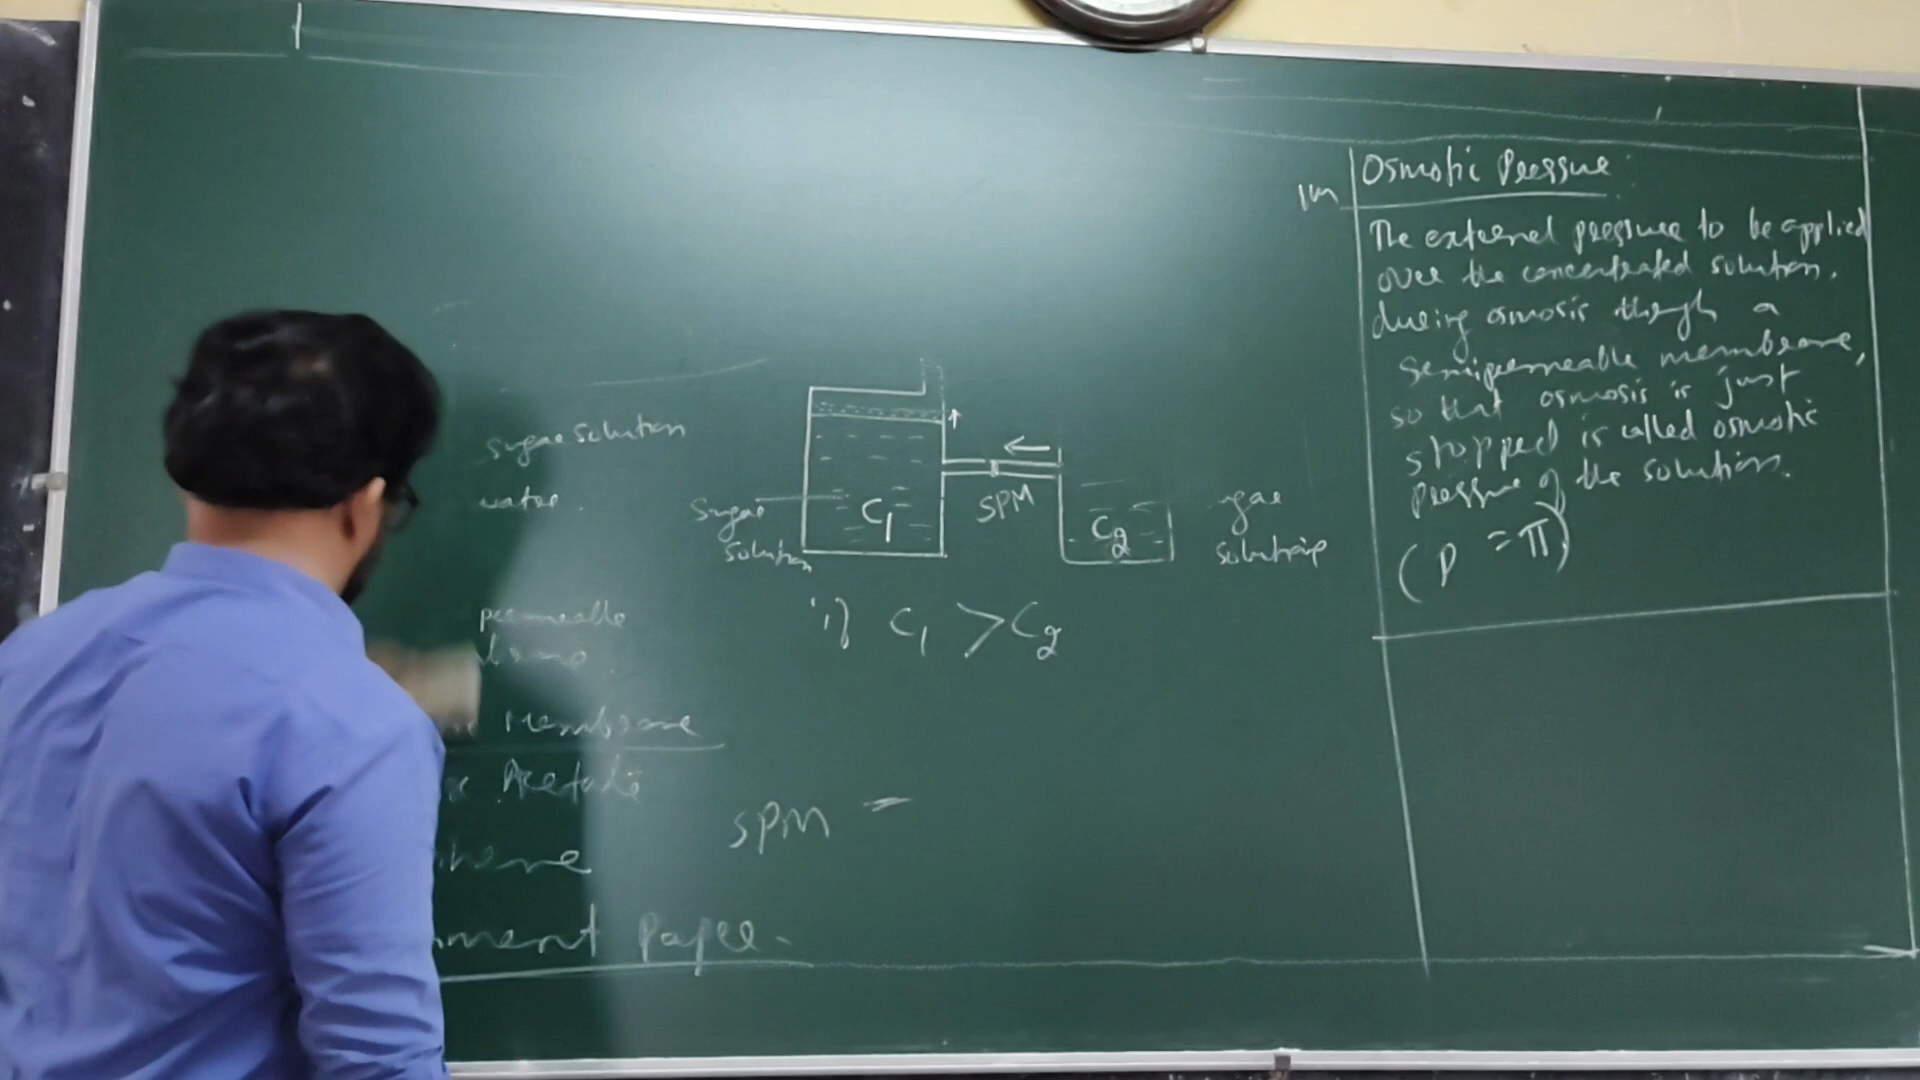 sugar solution
water.
permeable
Membrane
Acetate
Paper.
Sugar
solution
C1
SPM
C2
solution
if C1 > C2
SPM =
1m
Osmotic Pressure:
The external pressure to be applied
over the concentrated solution,
during osmosis through a
semipermeable membrane,
so that osmosis is just
stopped is called osmotic
pressure of the solution.
(P = π)